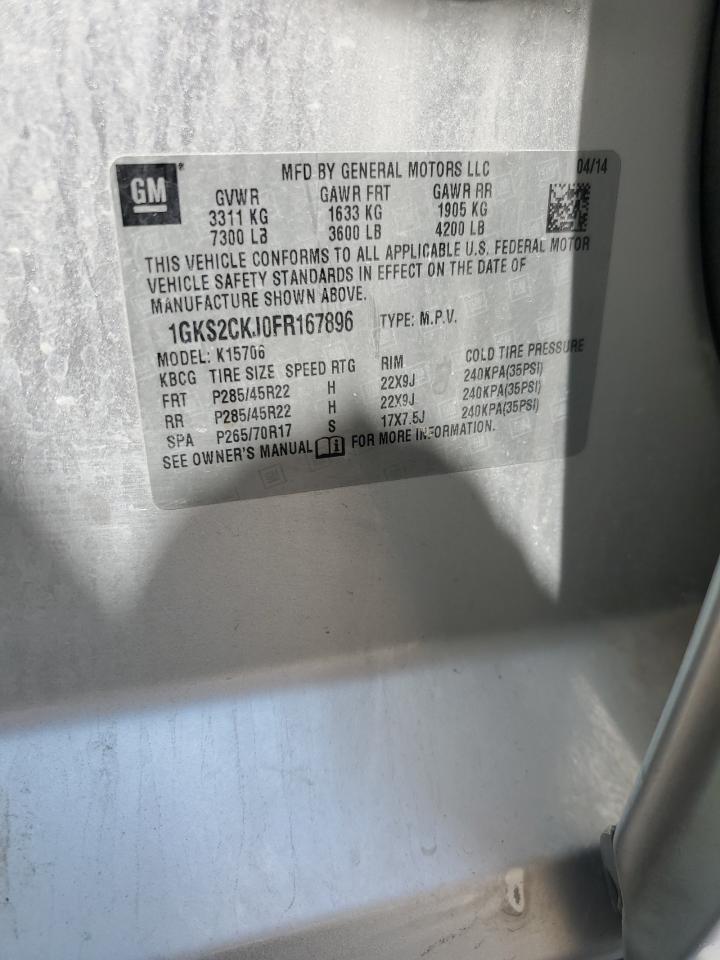 GM
MFD BY GENERAL MOTORS LLC 04/14
GVWR GAWR FRT GAWR RR
3311 KG 1633 KG 1905 KG
7300 LB 3600 LB 4200 LB
THIS VEHICLE CONFORMS TO ALL APPLICABLE U.S. FEDERAL MOTOR
VEHICLE SAFETY STANDARDS IN EFFECT ON THE DATE OF
MANUFACTURE SHOWN ABOVE.
1GKS2CKJ0FR167896 TYPE: M.P.V.
MODEL: K15706
KBCG TIRE SIZE SPEED RTG RIM COLD TIRE PRESSURE
FRT P285/45R22 H 22X9J 240KPA(35PSI)
RR P285/45R22 H 22X9J 240KPA(35PSI)
SPA P265/70R17 S 17X7.5J 240KPA(35PSI)
SEE OWNER'S MANUAL FOR MORE INFORMATION.